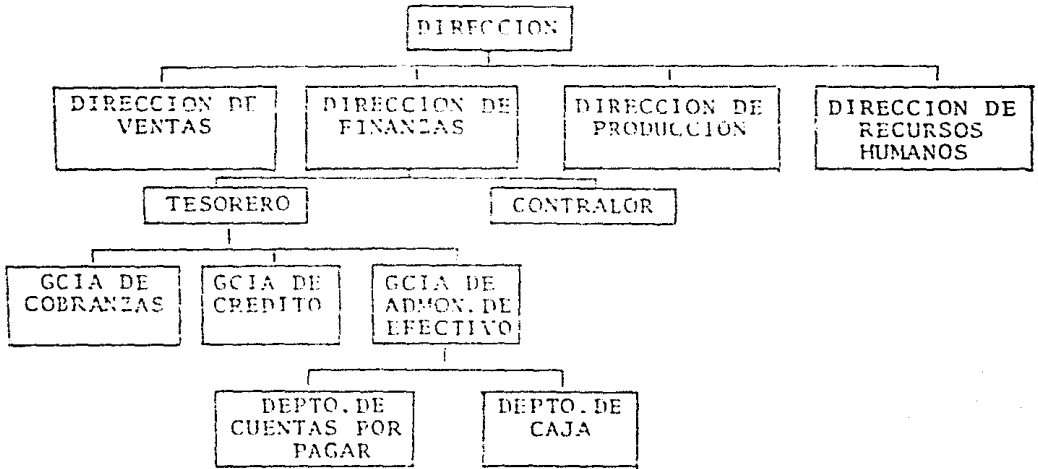 DIRECCION
DIRECCION DE
VENTAS
DIRECCION DE
FINANZAS
DIRECCION DE
PRODUCCIÓN
DIRECCION DE
RECURSOS
HUMANOS
TESORERO
CONTRALOR
GCIA DE
COBRANZAS
GCIA DE
CREDITO
GCIA DE
ADMON. DE
EFECTIVO
DEPTO. DE
CUENTAS POR
PAGAR
DEPTO. DE
CAJA